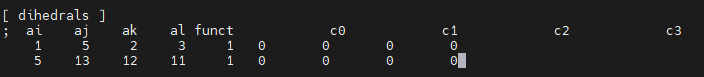 [ dihedrals ]
;  ai    aj    ak    al funct            c0            c1            c2            c3
    1     5     2     3     1    0       0       0       0
    5    13    12    11     1    0       0       0       0